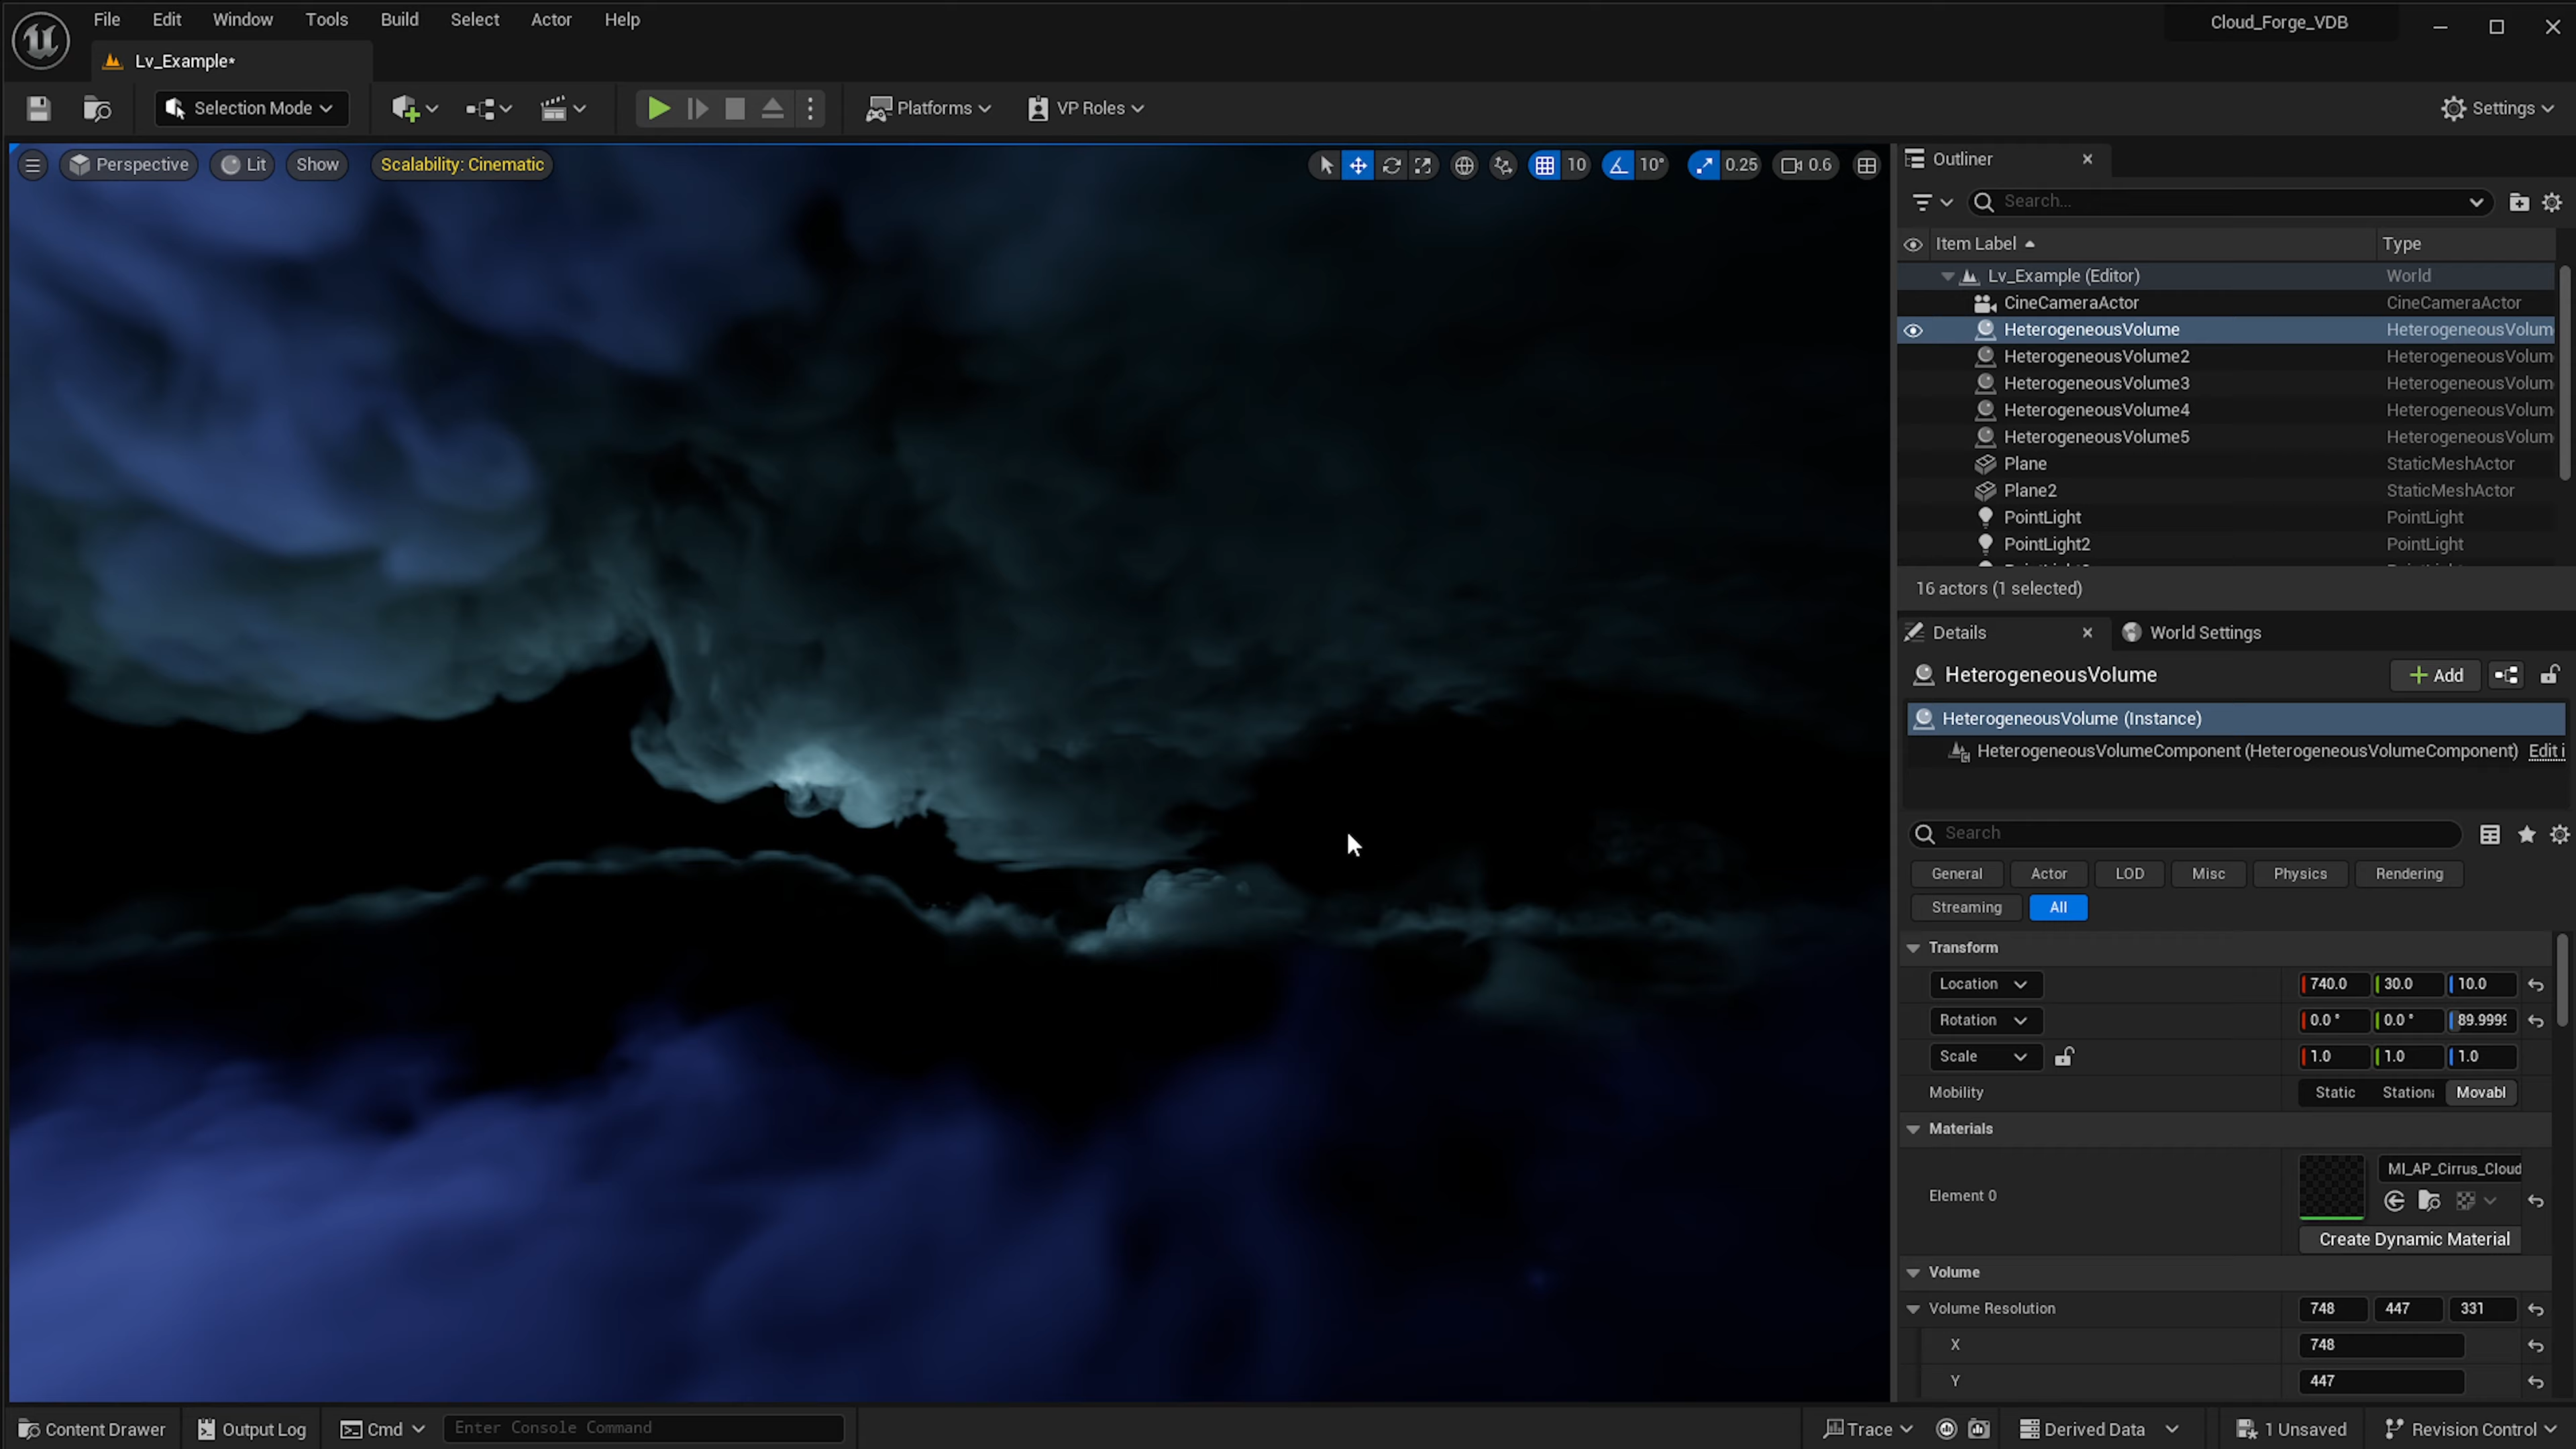 File Edit Window Tools Build Select Actor Help
Cloud_Forge_VDB
Lv_Example*
Selection Mode
Platforms
VP Roles
Settings
Perspective
Lit
Show
Scalability: Cinematic
10
10°
0.25
0.6
Outliner
Search...
Item Label
Type
Lv_Example (Editor) World
CineCameraActor CineCameraActor
HeterogeneousVolume HeterogeneousVolum
HeterogeneousVolume2 HeterogeneousVolum
HeterogeneousVolume3 HeterogeneousVolum
HeterogeneousVolume4 HeterogeneousVolum
HeterogeneousVolume5 HeterogeneousVolum
Plane StaticMeshActor
Plane2 StaticMeshActor
PointLight PointLight
PointLight2 PointLight
16 actors (1 selected)
Details
World Settings
HeterogeneousVolume
Add
HeterogeneousVolume (Instance)
HeterogeneousVolumeComponent (HeterogeneousVolumeComponent) Edit i
Search
General Actor LOD Misc Physics Rendering
Streaming All
Transform
Location 740.0 30.0 10.0
Rotation 0.0° 0.0° 89.999
Scale 1.0 1.0 1.0
Mobility Static Station Movabl
Materials
Element 0
MI_AP_Cirrus_Cloud
Create Dynamic Material
Volume
Volume Resolution 748 447 331
X 748
Y 447
Content Drawer
Output Log
Cmd
Enter Console Command
Trace
Derived Data
1 Unsaved
Revision Control